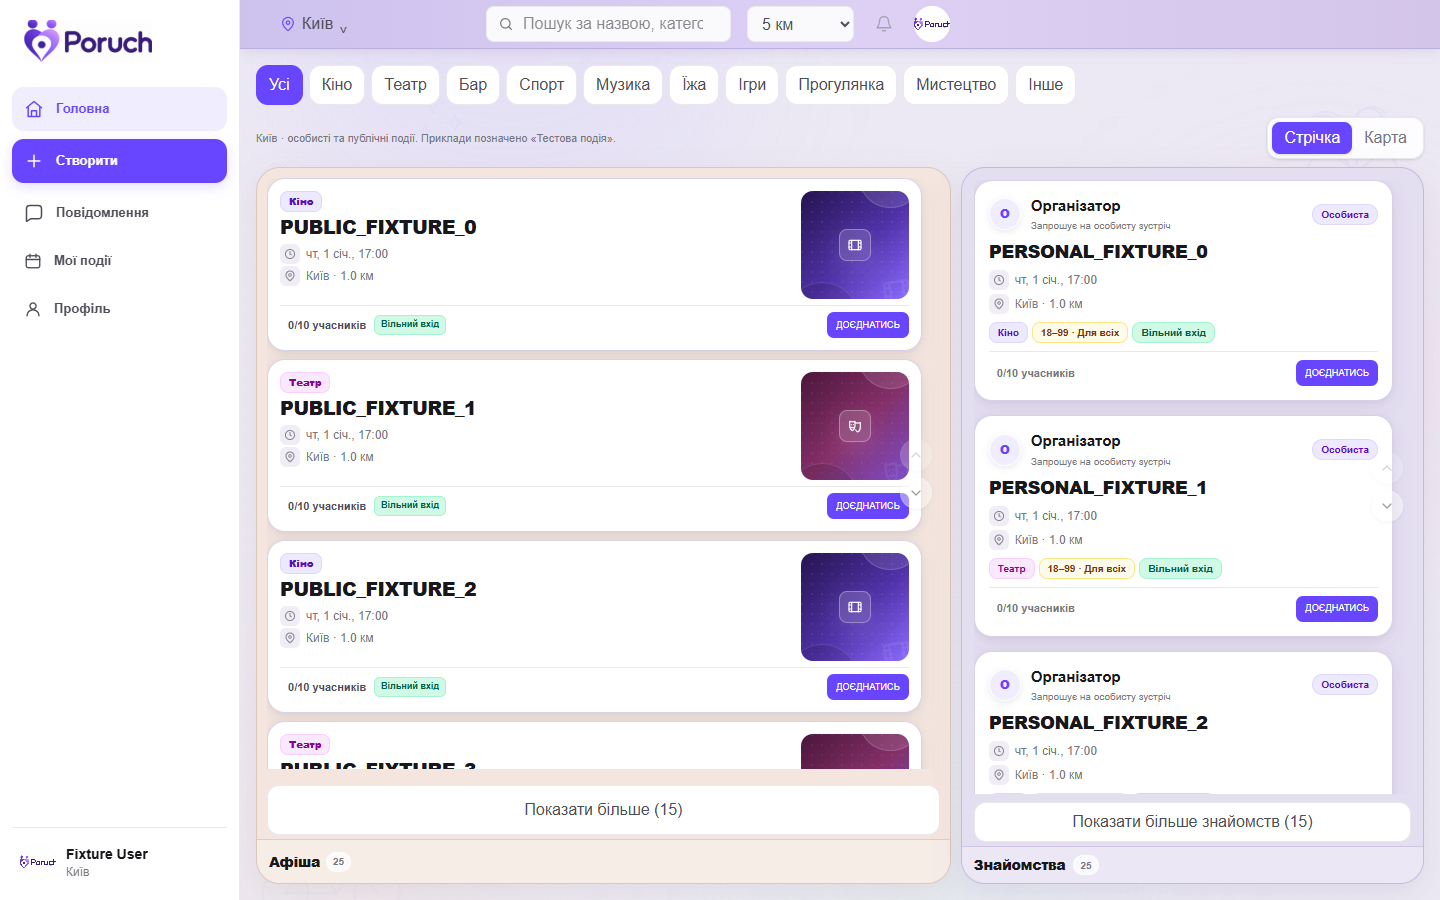 Poruch
Головна
Створити
Повідомлення
Мої події
Профіль
Fixture User
Київ
Poruch
Київ
Пошук за назвою, катего
5 км
Poruch
Усі
Кіно
Театр
Бар
Спорт
Музика
Їжа
Ігри
Прогулянка
Мистецтво
Інше
Київ · особисті та публічні події. Приклади позначено «Тестова подія».
Стрічка
Карта
Кіно
PUBLIC_FIXTURE_0
чт, 1 січ., 17:00
Київ · 1.0 км
0/10 учасників
Вільний вхід
ДОЄДНАТИСЬ
Театр
PUBLIC_FIXTURE_1
чт, 1 січ., 17:00
Київ · 1.0 км
0/10 учасників
Вільний вхід
ДОЄДНАТИСЬ
Кіно
PUBLIC_FIXTURE_2
чт, 1 січ., 17:00
Київ · 1.0 км
0/10 учасників
Вільний вхід
ДОЄДНАТИСЬ
Театр
PUBLIC_FIXTURE_3
Показати більше (15)
Афіша 25
О
Організатор
Запрошує на особисту зустріч
Особиста
PERSONAL_FIXTURE_0
чт, 1 січ., 17:00
Київ · 1.0 км
Кіно
18–99 · Для всіх
Вільний вхід
0/10 учасників
ДОЄДНАТИСЬ
О
Організатор
Запрошує на особисту зустріч
Особиста
PERSONAL_FIXTURE_1
чт, 1 січ., 17:00
Київ · 1.0 км
Театр
18–99 · Для всіх
Вільний вхід
0/10 учасників
ДОЄДНАТИСЬ
О
Організатор
Запрошує на особисту зустріч
Особиста
PERSONAL_FIXTURE_2
чт, 1 січ., 17:00
Київ · 1.0 км
Показати більше знайомств (15)
Знайомства 25